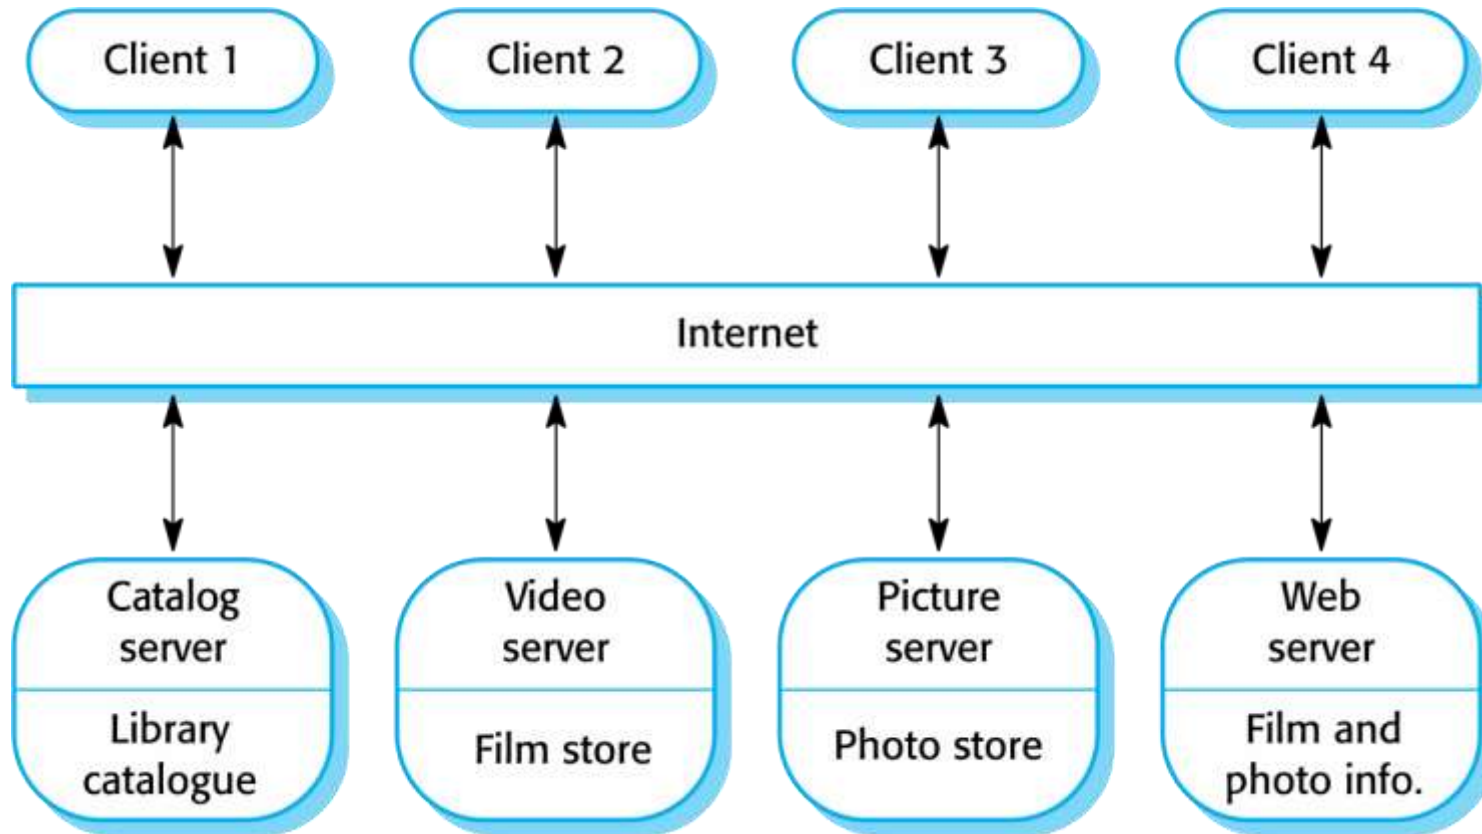 Client 1
Client 2
Client 3
Client 4
Internet
Catalog
server
Library
catalogue
Video
server
Film store
Picture
server
Photo store
Web
server
Film and
photo info.